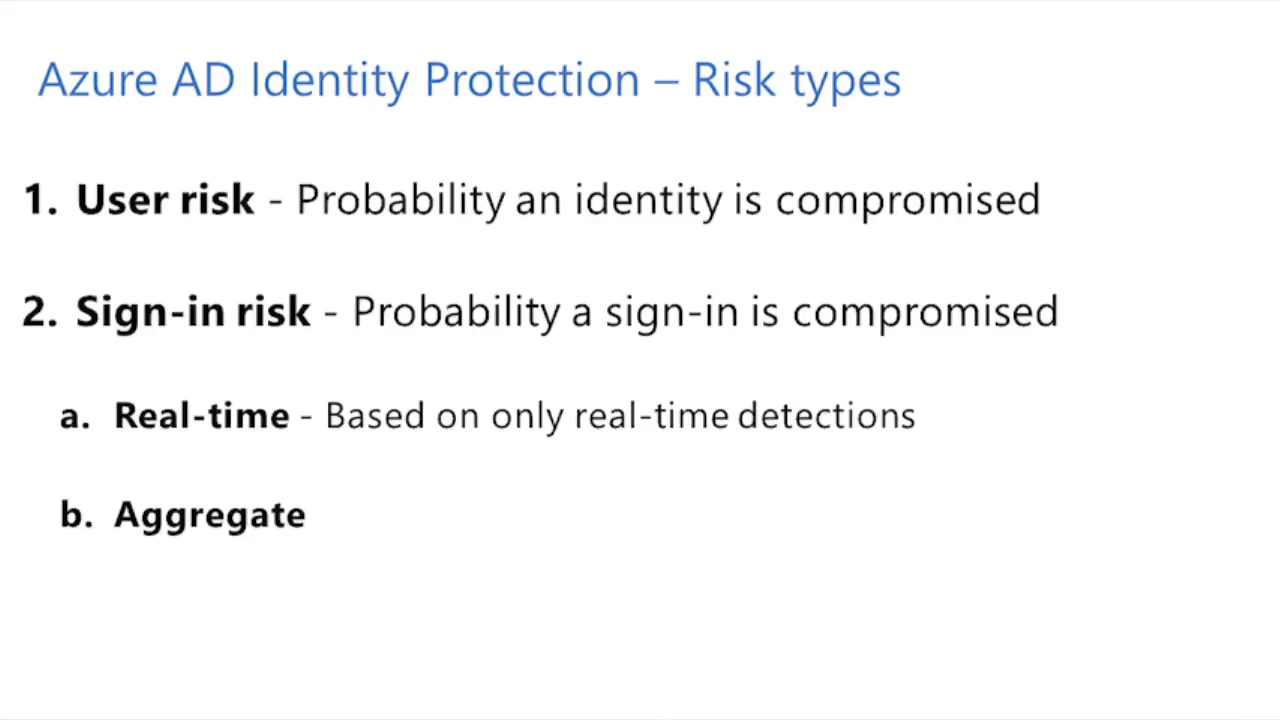 Azure AD Identity Protection – Risk types
1. User risk - Probability an identity is compromised
2. Sign-in risk - Probability a sign-in is compromised
a. Real-time - Based on only real-time detections
b. Aggregate